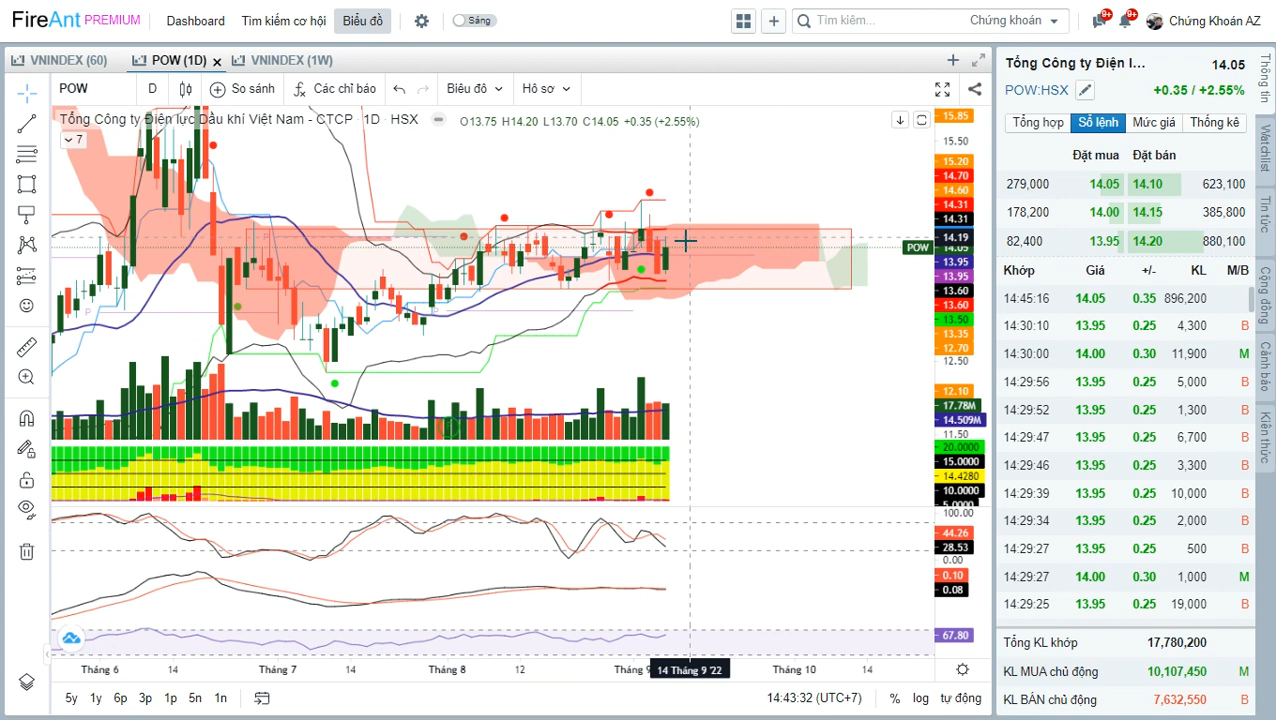 FireAnt PREMIUM Dashboard Tìm kiếm cơ hội Biểu đồ Sáng Tìm kiếm... Chứng khoán 9+ 9+ Chứng Khoán AZ
VNINDEX (60) POW (1D) VNINDEX (1W)
POW D So sánh Các chỉ báo Biểu đồ Hồ sơ
Tổng Công ty Điện lực Dầu khí Việt Nam - CTCP · 1D · HSX O13.75 H14.20 L13.70 C14.05 +0.35 (+2.55%)
7
15.85
15.50
15.20
14.70
14.60
14.31
14.31
14.19
POW 14.05
13.95
13.95
13.60
13.60
13.50
13.35
12.70
12.50
12.10
17.78M
14.509M
11.50
20.0000
15.0000
14.4280
10.0000
5.0000
100.00
44.26
28.53
0.00
0.10
0.08
67.80
P
P
Tháng 6 14 Tháng 7 14 Tháng 8 12 Tháng 9 14 Tháng 9 22 Tháng 10 14
5y 1y 6p 3p 1p 5n 1n 14:43:32 (UTC+7) % log tự động
Tổng Công ty Điện l... 14.05
POW:HSX +0.35 / +2.55%
Tổng hợp Sổ lệnh Mức giá Thống kê
Đặt mua Đặt bán
279,000 14.05 14.10 623,100
178,200 14.00 14.15 385,800
82,400 13.95 14.20 880,100
Khớp Giá +/- KL M/B
14:45:16 14.05 0.35 896,200
14:30:10 13.95 0.25 4,300 B
14:30:00 14.00 0.30 11,900 M
14:29:56 13.95 0.25 5,000 B
14:29:52 13.95 0.25 1,300 B
14:29:47 13.95 0.25 6,700 B
14:29:46 13.95 0.25 3,300 B
14:29:39 13.95 0.25 10,000 B
14:29:34 13.95 0.25 2,000 B
14:29:27 13.95 0.25 500 B
14:29:27 14.00 0.30 1,000 M
14:29:25 13.95 0.25 19,000 B
Tổng KL khớp 17,780,200
KL MUA chủ động 10,107,450 M
KL BÁN chủ động 7,632,550 B
Thông tin
Watchlist
Tin tức
Cộng đồng
Cảnh báo
Kiến thức